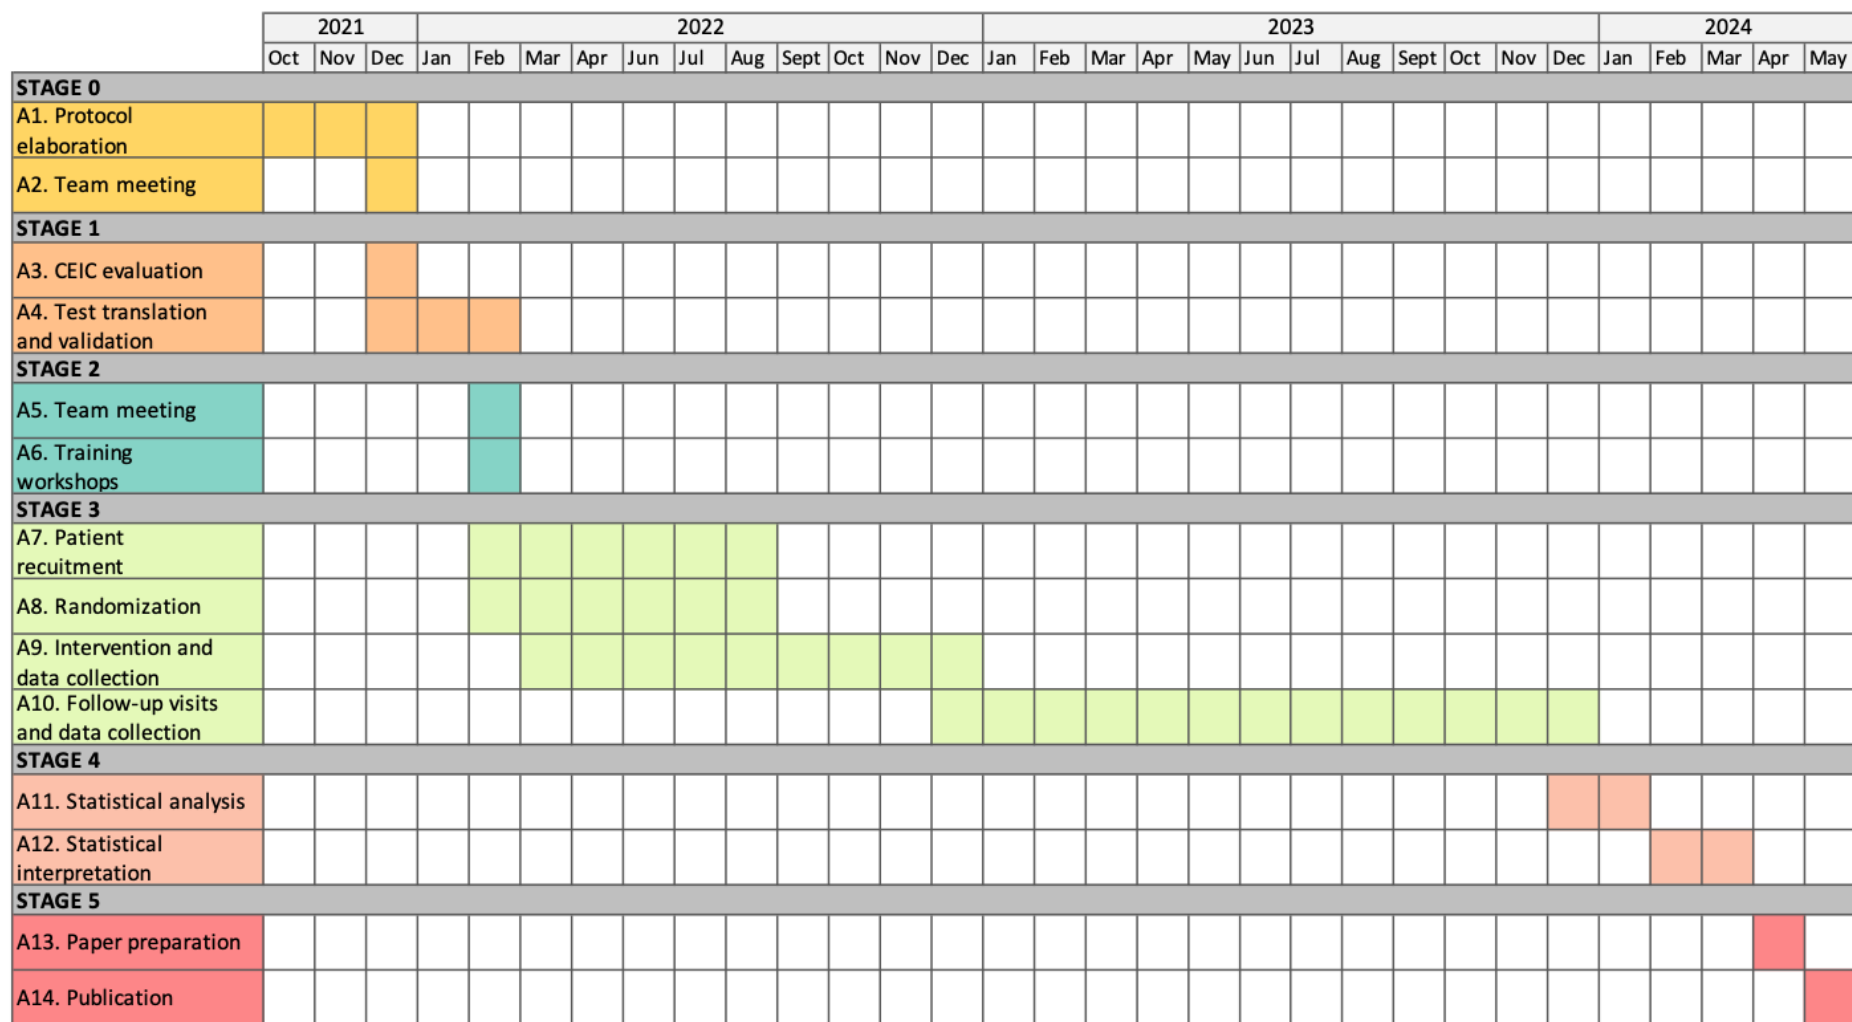 2021 2022 2023 2024
Oct Nov Dec Jan Feb Mar Apr Jun Jul Aug Sept Oct Nov Dec Jan Feb Mar Apr May Jun Jul Aug Sept Oct Nov Dec Jan Feb Mar Apr May
STAGE 0
A1. Protocol
elaboration
A2. Team meeting
STAGE 1
A3. CEIC evaluation
A4. Test translation
and validation
STAGE 2
A5. Team meeting
A6. Training
workshops
STAGE 3
A7. Patient
recuitment
A8. Randomization
A9. Intervention and
data collection
A10. Follow-up visits
and data collection
STAGE 4
A11. Statistical analysis
A12. Statistical
interpretation
STAGE 5
A13. Paper preparation
A14. Publication